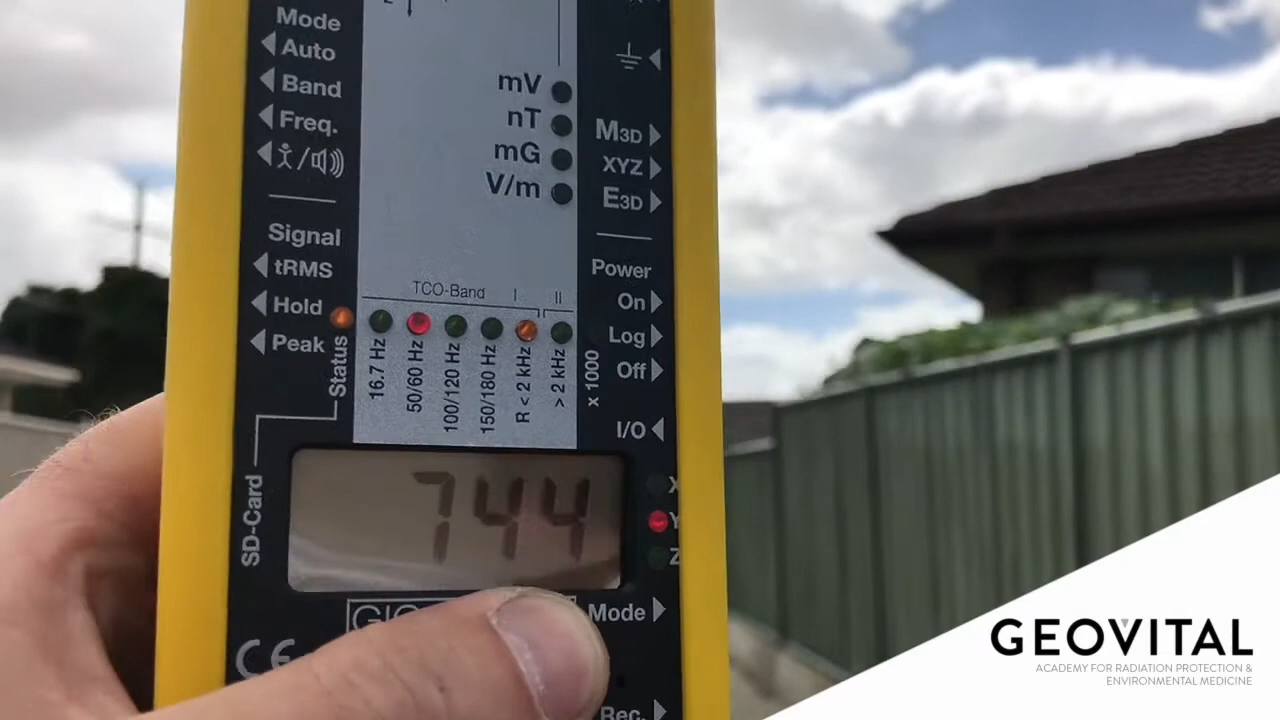 Mode
Auto
Band
Freq.
Signal
tRMS
Hold
Peak
Status
SD-Card
mV
nT
mG
V/m
TCO-Band
I
II
16.7 Hz
50/60 Hz
100/120 Hz
150/180 Hz
R < 2 kHz
> 2 kHz
x 1000
M3D
XYZ
E3D
Power
On
Log
Off
I/O
X
Y
Z
744
Mode
Rec.
CE
GEOVITAL
ACADEMY FOR RADIATION PROTECTION &
ENVIRONMENTAL MEDICINE